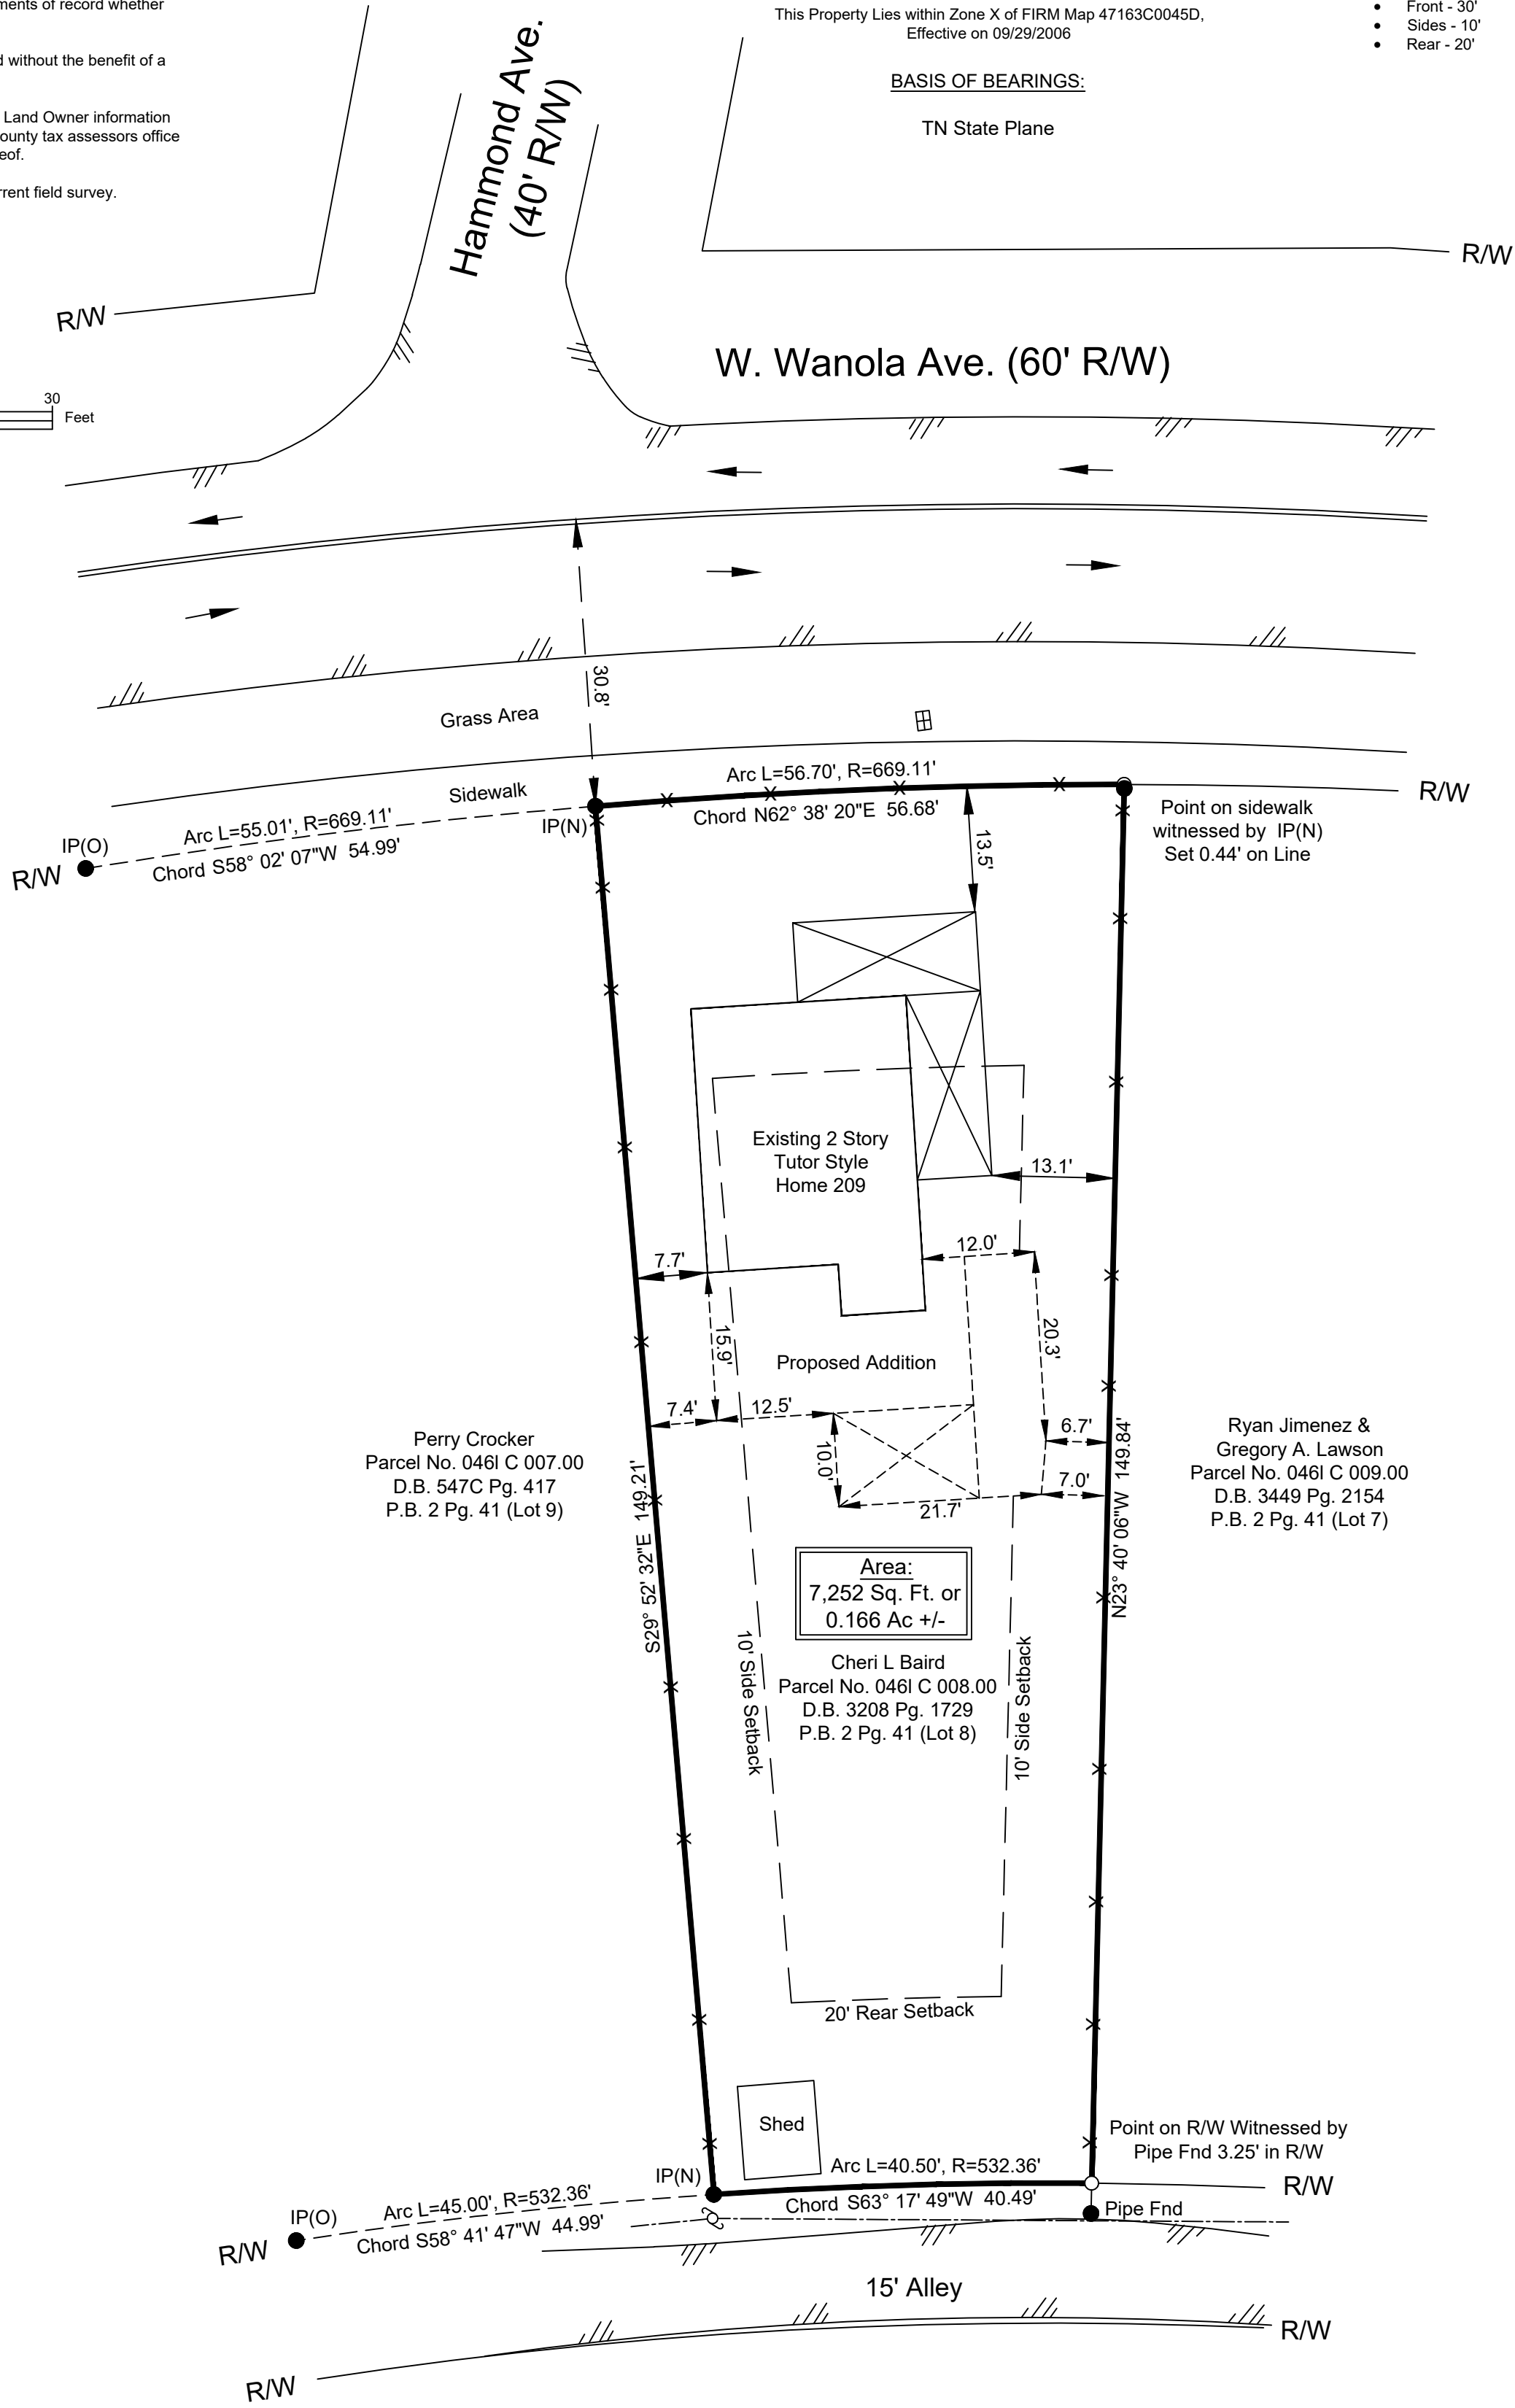 ments of record whether
d without the benefit of a
Land Owner information
ounty tax assessors office
eof.
rrent field survey.
This Property Lies within Zone X of FIRM Map 47163C0045D,
Effective on 09/29/2006
BASIS OF BEARINGS:
TN State Plane
• Front - 30'
• Sides - 10'
• Rear - 20'
Hammond Ave.
(40' R/W)
R/W
R/W
W. Wanola Ave. (60' R/W)
30
Feet
30.8'
Grass Area
Sidewalk
Arc L=56.70', R=669.11'
Chord N62° 38' 20"E 56.68'
R/W
IP(N)
Arc L=55.01', R=669.11'
Chord S58° 02' 07"W 54.99'
IP(O)
R/W
Point on sidewalk
witnessed by IP(N)
Set 0.44' on Line
13.5'
Existing 2 Story
Tutor Style
Home 209
13.1'
12.0'
7.7'
15.9'
20.3'
Proposed Addition
7.4'
12.5'
10.0'
6.7'
7.0'
21.7'
Perry Crocker
Parcel No. 046I C 007.00
D.B. 547C Pg. 417
P.B. 2 Pg. 41 (Lot 9)
Ryan Jimenez &
Gregory A. Lawson
Parcel No. 046I C 009.00
D.B. 3449 Pg. 2154
P.B. 2 Pg. 41 (Lot 7)
S29° 52' 32"E 149.21'
N23° 40' 06"W 149.84'
Area:
7,252 Sq. Ft. or
0.166 Ac +/-
Cheri L Baird
Parcel No. 046I C 008.00
D.B. 3208 Pg. 1729
P.B. 2 Pg. 41 (Lot 8)
10' Side Setback
10' Side Setback
20' Rear Setback
Shed
Point on R/W Witnessed by
Pipe Fnd 3.25' in R/W
Arc L=40.50', R=532.36'
Chord S63° 17' 49"W 40.49'
IP(N)
R/W
Pipe Fnd
IP(O)
Arc L=45.00', R=532.36'
Chord S58° 41' 47"W 44.99'
R/W
15' Alley
R/W
R/W